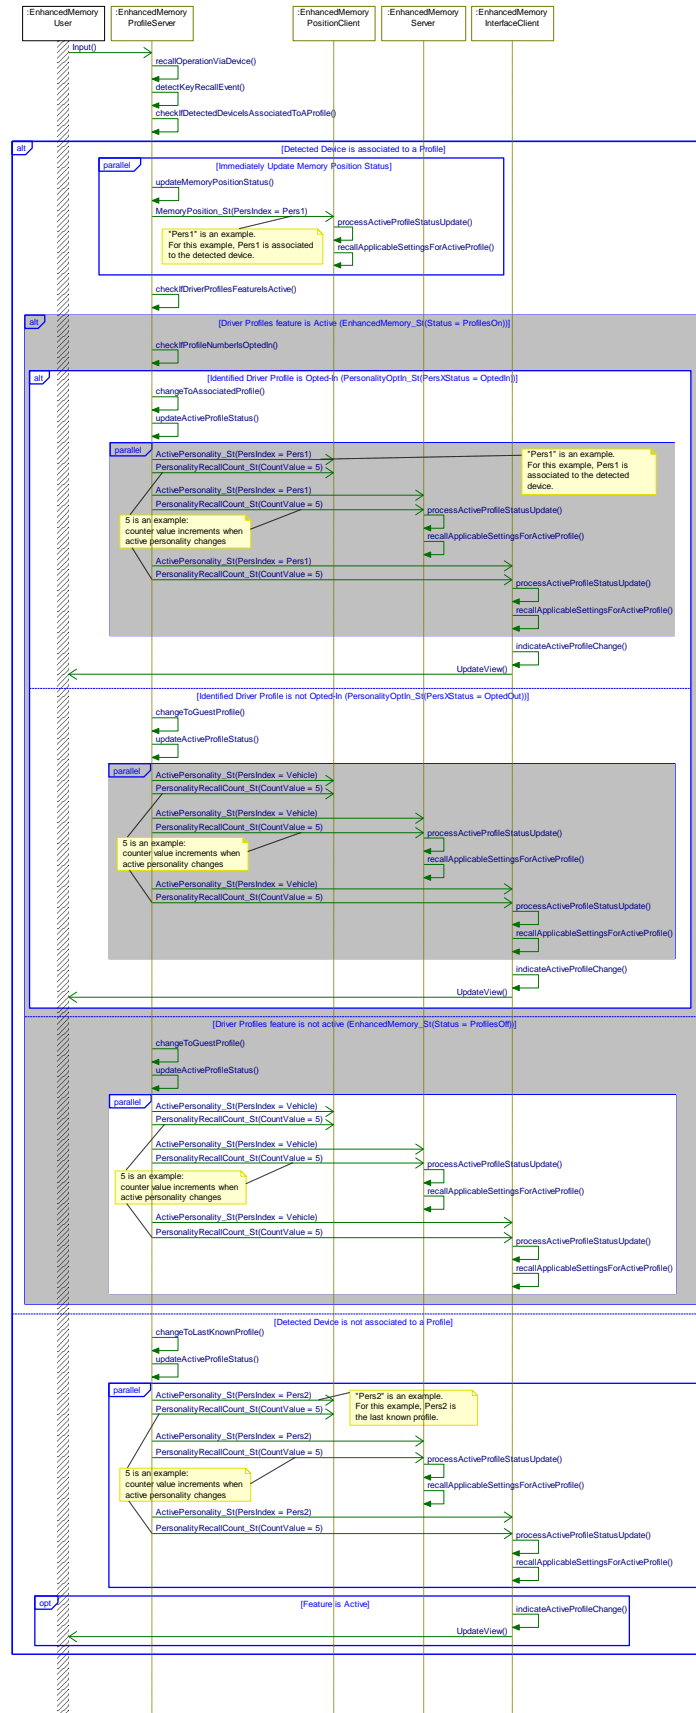 :EnhancedMemory
User
:EnhancedMemory
ProfileServer
:EnhancedMemory
PositionClient
:EnhancedMemory
Server
:EnhancedMemory
InterfaceClient
Input()
recallOperationViaDevice()
detectKeyRecallEvent()
checkIfDetectedDeviceIsAssociatedToAProfile()
alt
[Detected Device is associated to a Profile]
parallel
[Immediately Update Memory Position Status]
updateMemoryPositionStatus()
MemoryPosition_St(PersIndex = Pers1)
processActiveProfileStatusUpdate()
"Pers1" is an example.
For this example, Pers1 is associated
to the detected device.
recallApplicableSettingsForActiveProfile()
checkIfDriverProfilesFeatureIsActive()
alt
[Driver Profiles feature is Active (EnhancedMemory_St(Status = ProfilesOn))]
checkIfProfileNumberIsOptedIn()
alt
[Identified Driver Profile is Opted-In (PersonalityOptIn_St(PersXStatus = OptedIn)]
changeToAssociatedProfile()
updateActiveProfileStatus()
parallel
ActivePersonality_St(PersIndex = Pers1)
PersonalityRecallCount_St(CountValue = 5)
"Pers1" is an example.
For this example, Pers1 is
associated to the detected
device.
ActivePersonality_St(PersIndex = Pers1)
PersonalityRecallCount_St(CountValue = 5)
processActiveProfileStatusUpdate()
5 is an example:
counter value increments when
active personality changes
recallApplicableSettingsForActiveProfile()
ActivePersonality_St(PersIndex = Pers1)
PersonalityRecallCount_St(CountValue = 5)
processActiveProfileStatusUpdate()
recallApplicableSettingsForActiveProfile()
indicateActiveProfileChange()
UpdateView()
[Identified Driver Profile is not Opted-In (PersonalityOptIn_St(PersXStatus = OptedOut)]
changeToGuestProfile()
updateActiveProfileStatus()
parallel
ActivePersonality_St(PersIndex = Vehicle)
PersonalityRecallCount_St(CountValue = 5)
ActivePersonality_St(PersIndex = Vehicle)
PersonalityRecallCount_St(CountValue = 5)
processActiveProfileStatusUpdate()
5 is an example:
counter value increments when
active personality changes
recallApplicableSettingsForActiveProfile()
ActivePersonality_St(PersIndex = Vehicle)
PersonalityRecallCount_St(CountValue = 5)
processActiveProfileStatusUpdate()
recallApplicableSettingsForActiveProfile()
indicateActiveProfileChange()
UpdateView()
[Driver Profiles feature is not active (EnhancedMemory_St(Status = ProfilesOff))]
changeToGuestProfile()
updateActiveProfileStatus()
parallel
ActivePersonality_St(PersIndex = Vehicle)
PersonalityRecallCount_St(CountValue = 5)
ActivePersonality_St(PersIndex = Vehicle)
PersonalityRecallCount_St(CountValue = 5)
processActiveProfileStatusUpdate()
5 is an example:
counter value increments when
active personality changes
recallApplicableSettingsForActiveProfile()
ActivePersonality_St(PersIndex = Vehicle)
PersonalityRecallCount_St(CountValue = 5)
processActiveProfileStatusUpdate()
recallApplicableSettingsForActiveProfile()
[Detected Device is not associated to a Profile]
changeToLastKnownProfile()
updateActiveProfileStatus()
parallel
ActivePersonality_St(PersIndex = Pers2)
PersonalityRecallCount_St(CountValue = 5)
"Pers2" is an example.
For this example, Pers2 is
the last known profile.
ActivePersonality_St(PersIndex = Pers2)
PersonalityRecallCount_St(CountValue = 5)
processActiveProfileStatusUpdate()
5 is an example:
counter value increments when
active personality changes
recallApplicableSettingsForActiveProfile()
ActivePersonality_St(PersIndex = Pers2)
PersonalityRecallCount_St(CountValue = 5)
processActiveProfileStatusUpdate()
recallApplicableSettingsForActiveProfile()
opt
[Feature is Active]
indicateActiveProfileChange()
UpdateView()